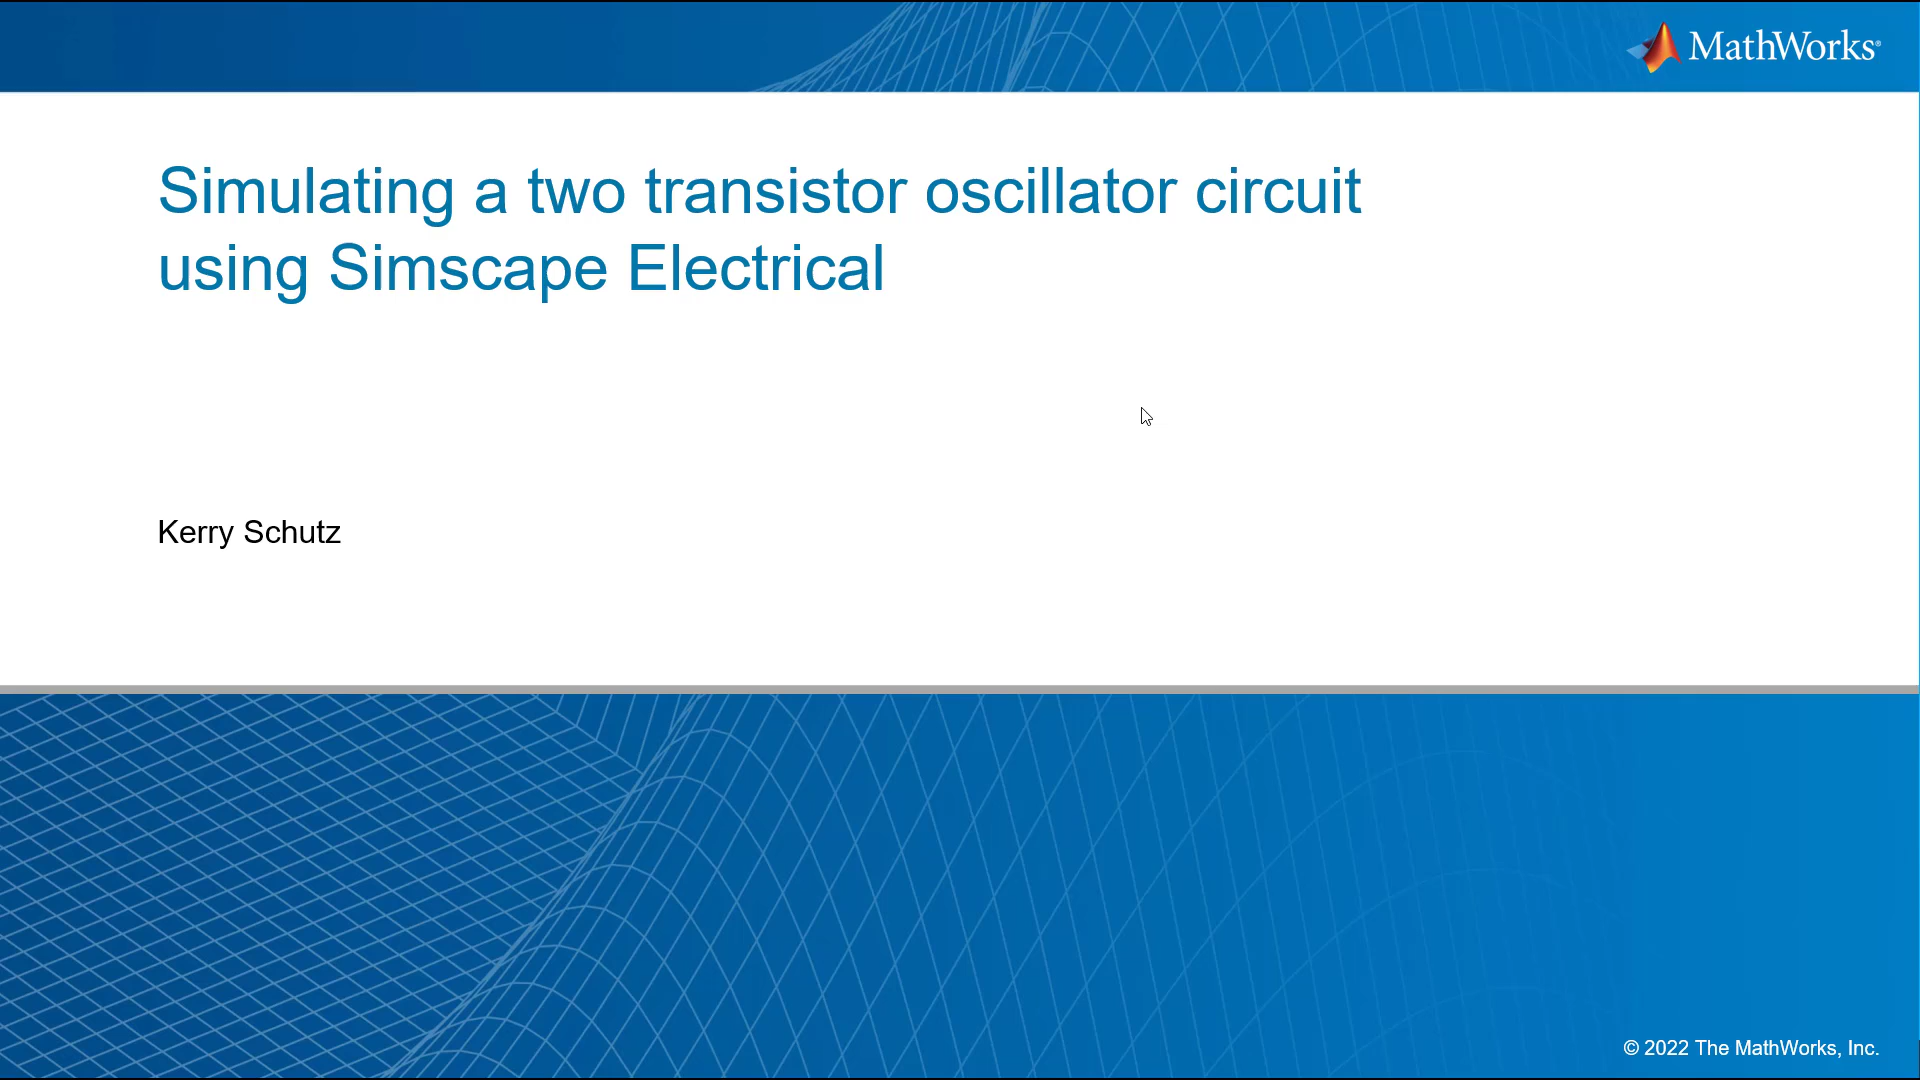 MathWorks®
Simulating a two transistor oscillator circuit
using Simscape Electrical
Kerry Schutz
© 2022 The MathWorks, Inc.